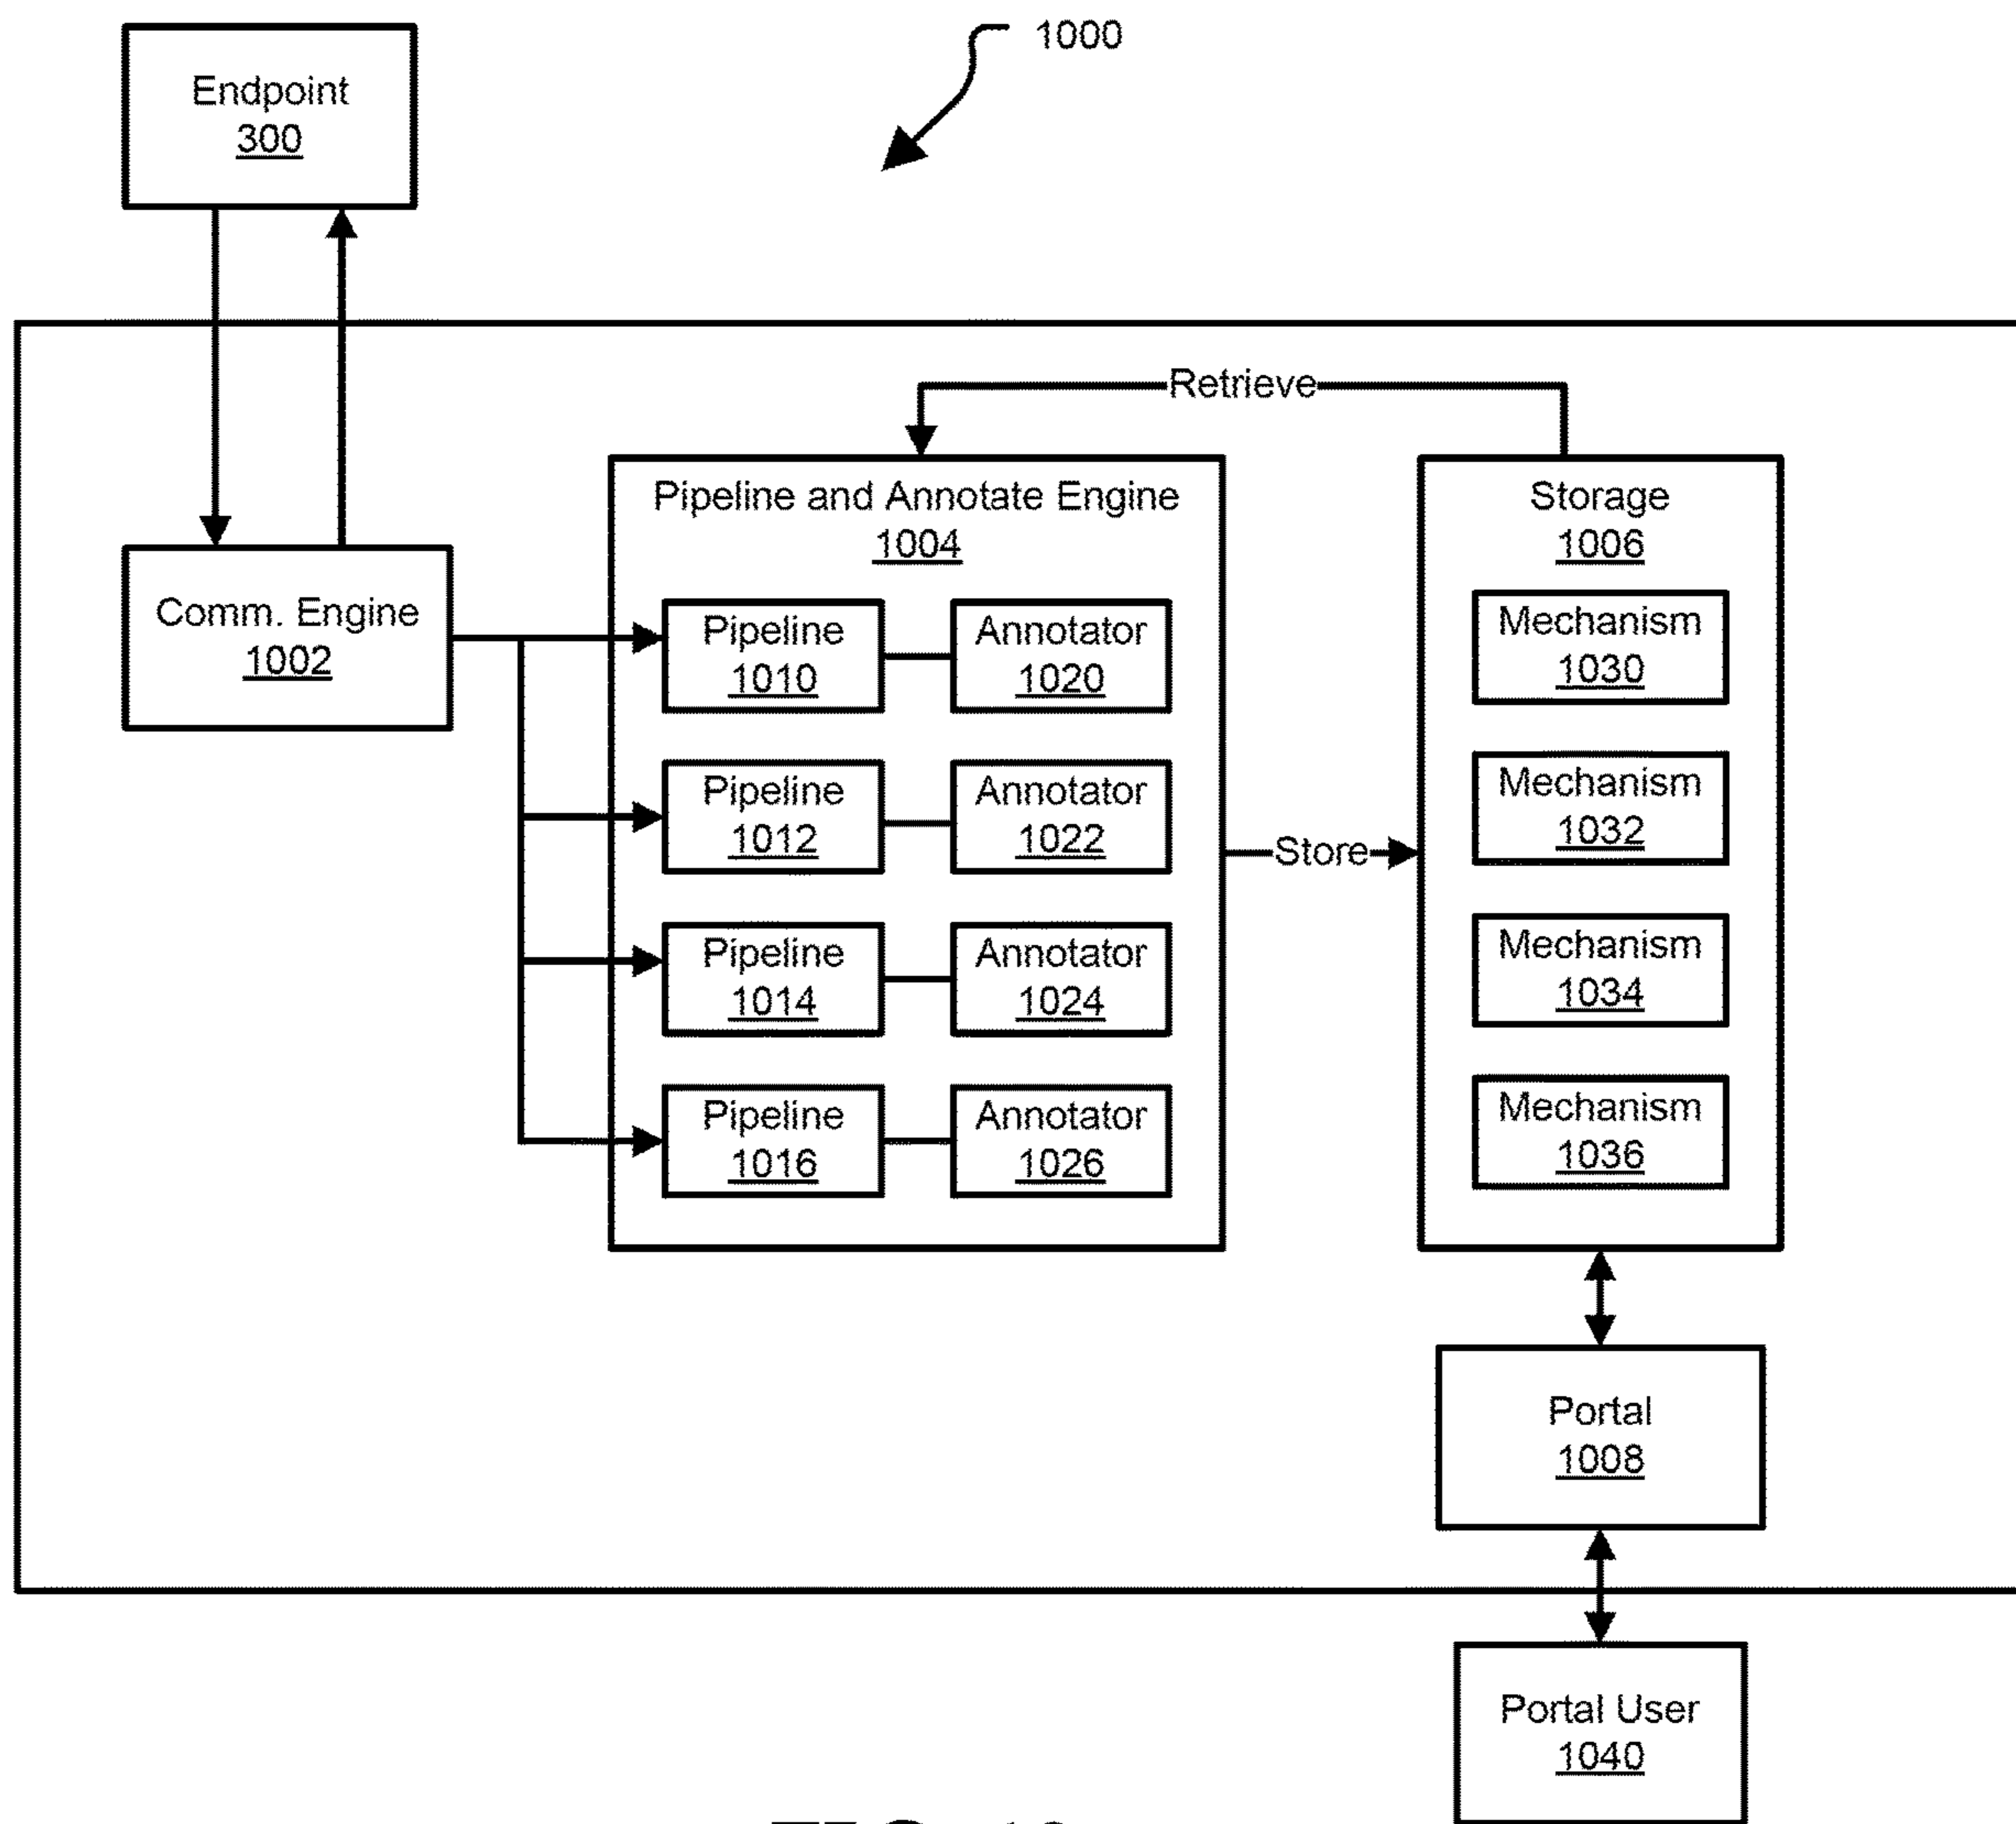 1000
Endpoint
300
Retrieve
Comm. Engine
1002
Pipeline and Annotate Engine
1004
Pipeline
1010
Annotator
1020
Pipeline
1012
Annotator
1022
Pipeline
1014
Annotator
1024
Pipeline
1016
Annotator
1026
Store
Storage
1006
Mechanism
1030
Mechanism
1032
Mechanism
1034
Mechanism
1036
Portal
1008
Portal User
1040